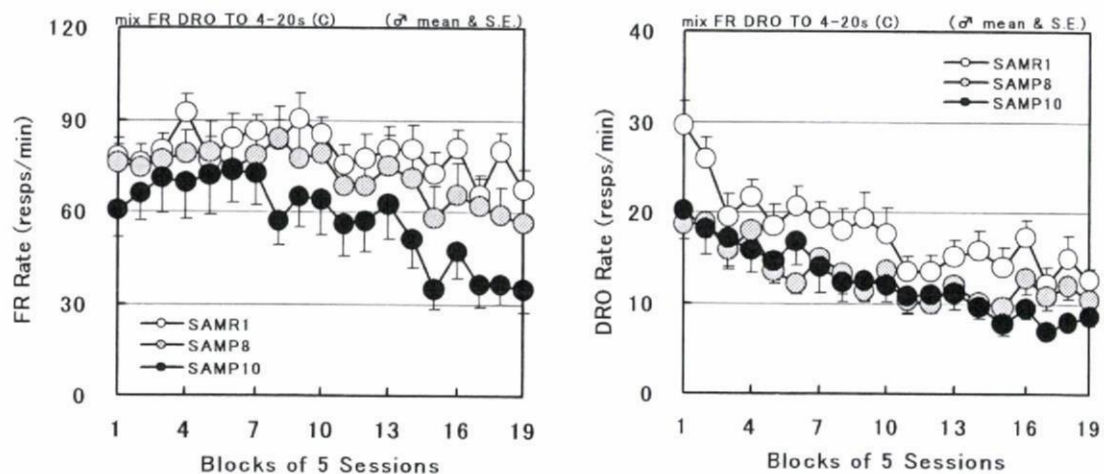 mix FR DRO TO 4-20s (C) (♂ mean & S.E.)
120
90
60
30
0
FR Rate (resps/min)
SAMR1
SAMP8
SAMP10
1 4 7 10 13 16 19
Blocks of 5 Sessions
mix FR DRO TO 4-20s (C) (♂ mean & S.E.)
40
30
20
10
0
DRO Rate (resps/min)
SAMR1
SAMP8
SAMP10
1 4 7 10 13 16 19
Blocks of 5 Sessions